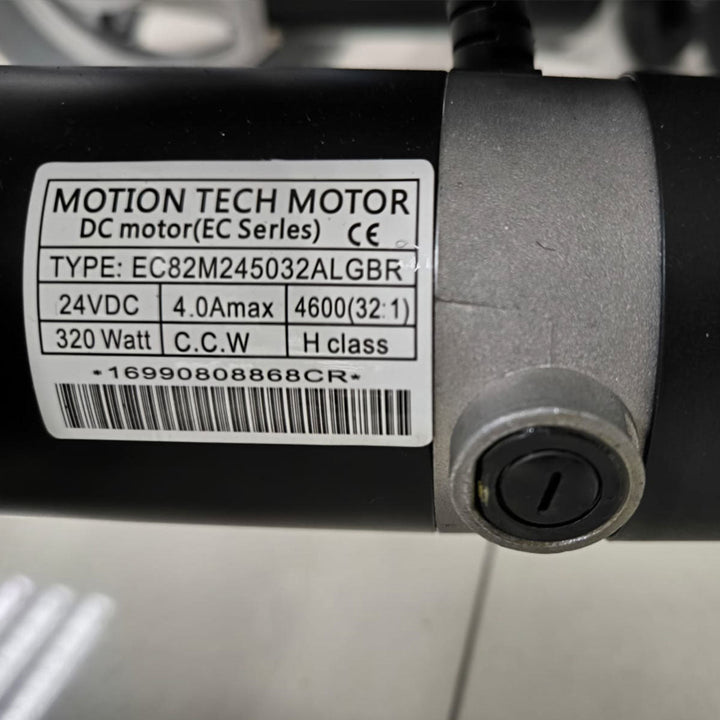 MOTION TECH MOTOR
DC motor(EC Serles) CE
TYPE: EC82M245032ALGBR
24VDC 4.0Amax 4600(32:1)
320 Watt C.C.W H class
*16990808868CR*